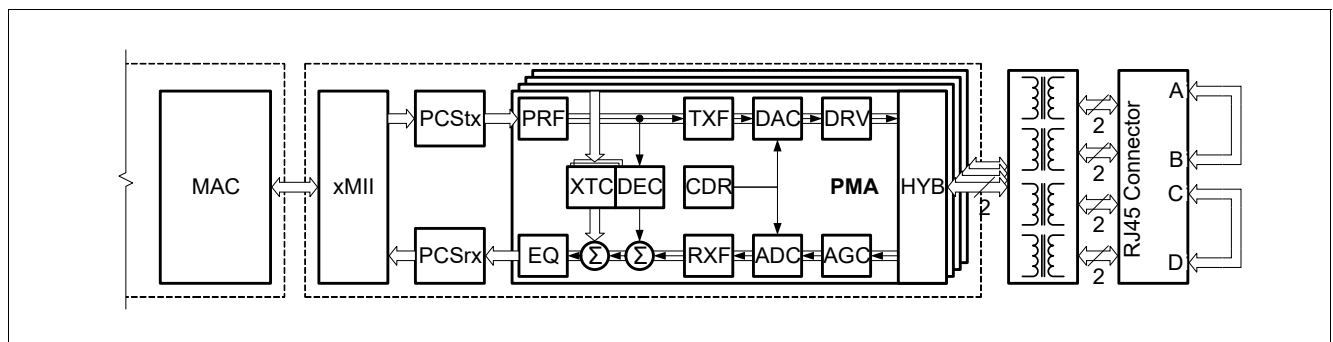 MAC
xMII
PCStx
PCSrx
PRF
TXF
DAC
DRV
XTC
DEC
CDR
PMA
HYB
EQ
Σ
Σ
RXF
ADC
AGC
2
2
2
2
2
RJ45 Connector
A
B
C
D